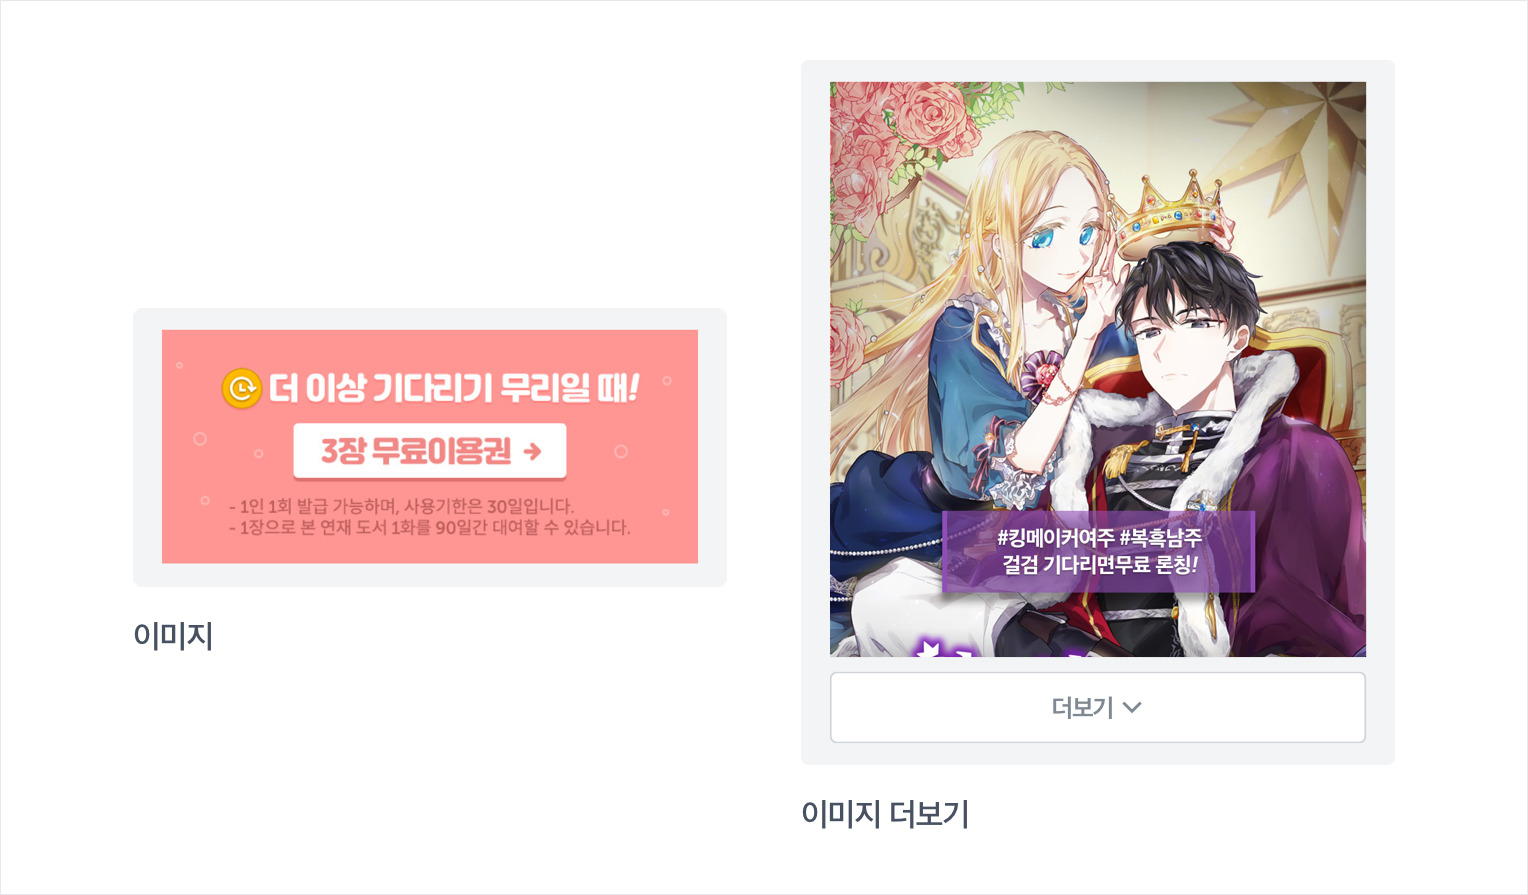 더 이상 기다리기 무리일 때!
3장 무료이용권 →
- 1인 1회 발급 가능하며, 사용기한은 30일입니다.
- 1장으로 본 연재 도서 1화를 90일간 대여할 수 있습니다.
이미지
#킹메이커여주 #복흑남주
걸검 기다리면무료 론칭!
더보기
이미지 더보기